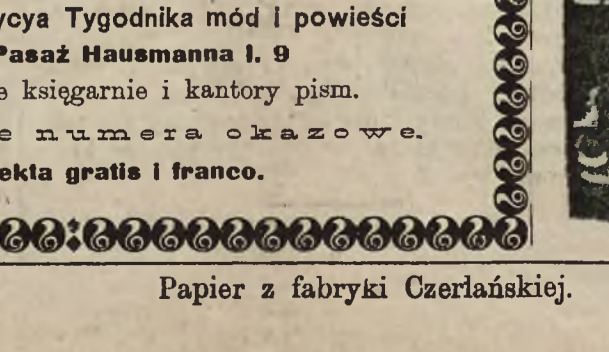 ycya Tygodnika mód i powieści
Pasaż Hausmanna l. 9
e księgarnie i kantory pism.
e numera okazowe.
ekta gratis i franco.
Papier z fabryki Czerlańskiej.